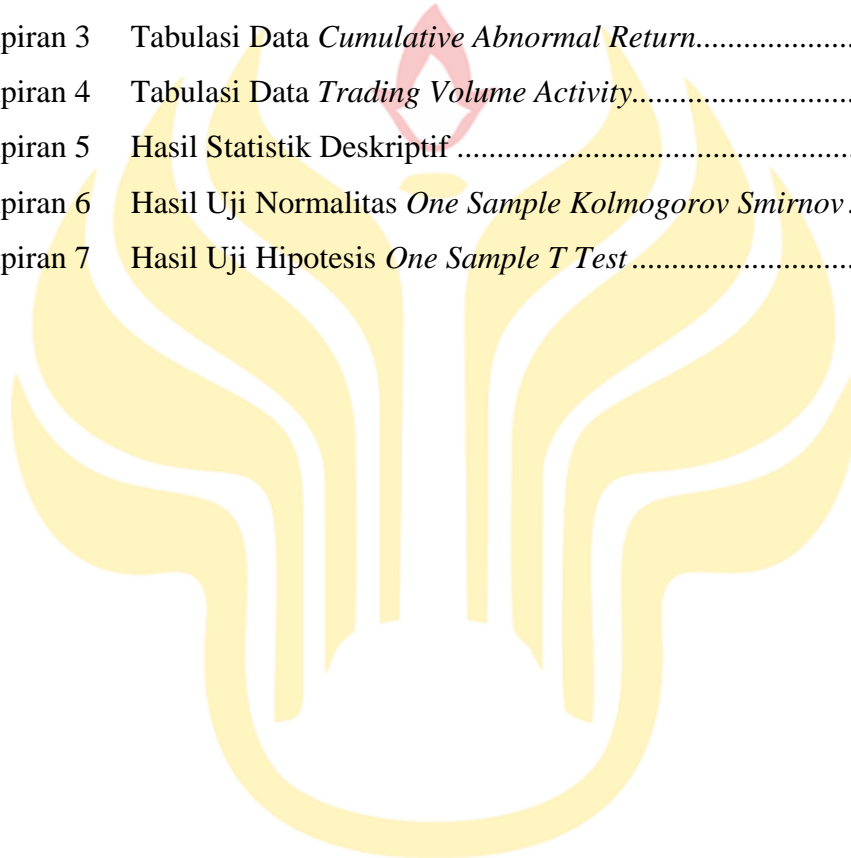 piran 3 Tabulasi Data Cumulative Abnormal Return....................
piran 4 Tabulasi Data Trading Volume Activity............................
piran 5 Hasil Statistik Deskriptif ..................................................
piran 6 Hasil Uji Normalitas One Sample Kolmogorov Smirnov.
piran 7 Hasil Uji Hipotesis One Sample T Test ............................